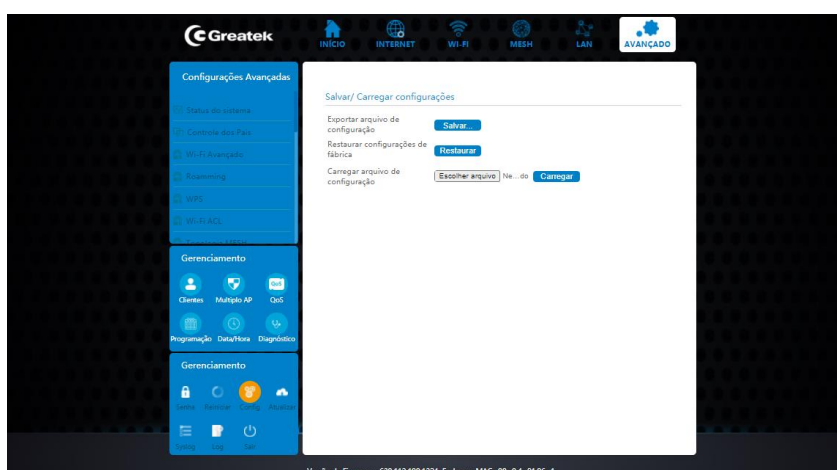 Greatek
INÍCIO INTERNET WI-FI MESH LAN AVANÇADO
Configurações Avançadas
Status do sistema
Controle dos Pais
Wi-Fi Avançado
Roamming
WPS
Wi-Fi ACL
Gerenciamento
Clientes Multiplo AP QoS
Programação Data/Hora Diagnóstico
Gerenciamento
Senha Reiniciar Config. Atualizar
Syslog Log Sair
Salvar/ Carregar configurações
Exportar arquivo de
configuração
Salvar...
Restaurar configurações de
fábrica
Restaurar
Carregar arquivo de
configuração
Escolher arquivo Ne...do Carregar